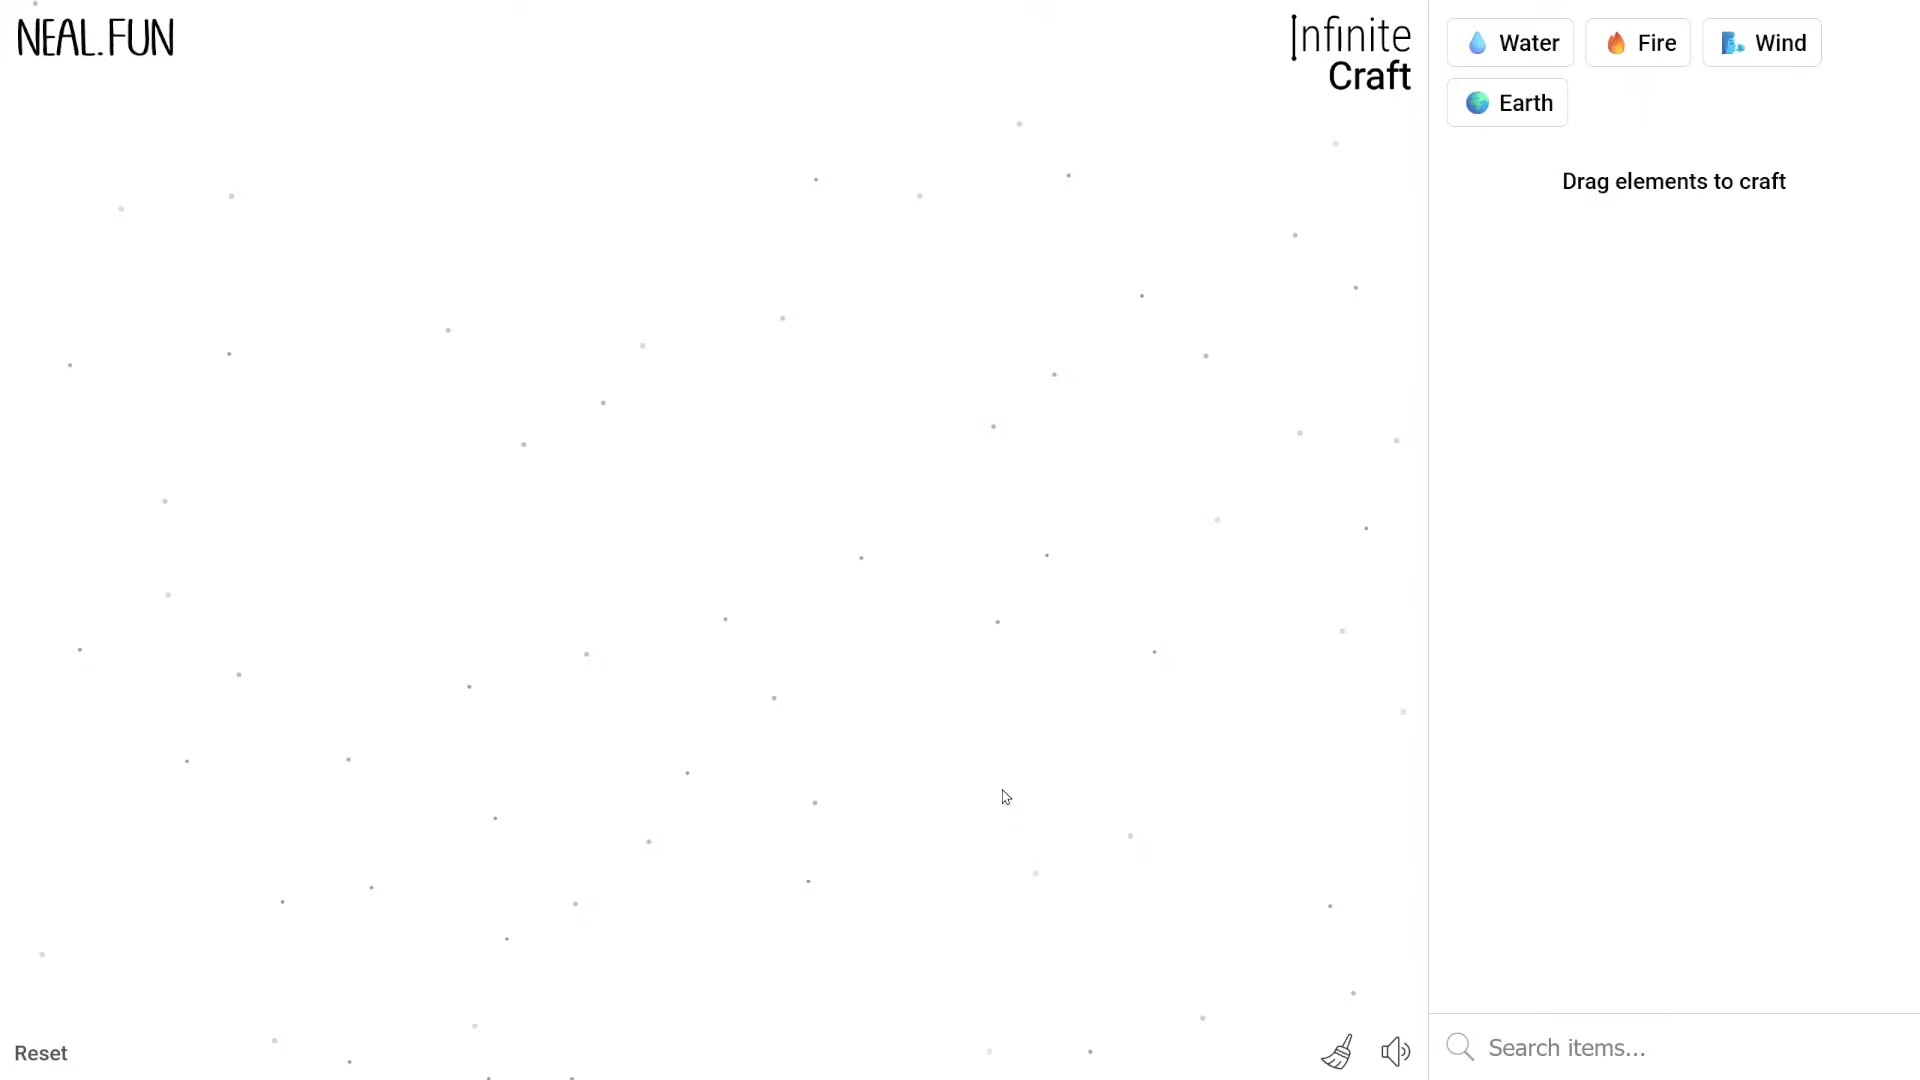 NEAL.FUN
Infinite
Craft
Water
Fire
Wind
Earth
Drag elements to craft
Reset
Search items...